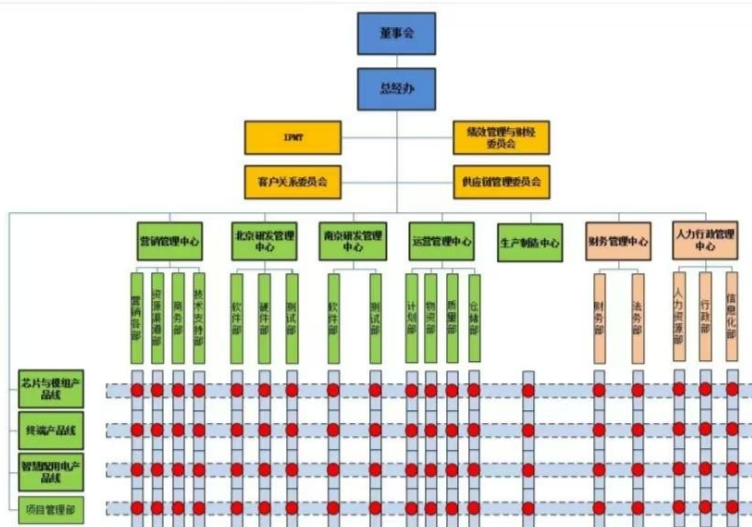 董事会
总经办
IPMT
绩效管理与财经
委员会
客户关系委员会
供应链管理委员会
营销管理中心
北京研发管理
中心
南京研发管理
中心
运营管理中心
生产制造中心
财务管理中心
人力行政管理
中心
营销各部
资源渠道部
商务部
技术支持部
软件部
硬件部
测试部
软件部
测试部
计划部
物资部
质量部
仓储部
财务部
法务部
人力资源部
行政部
信息化部
芯片与模组产
品线
终端产品线
智慧配用电产
品线
项目管理部